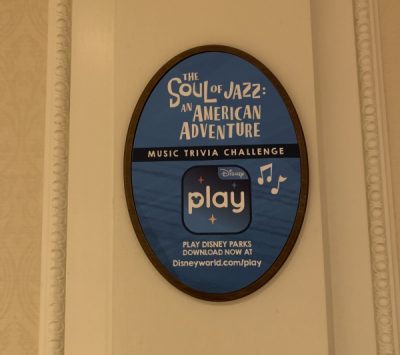 THE
SOUL OF JAZZ:
AN AMERICAN
ADVENTURE
MUSIC TRIVIA CHALLENGE
Disney
play
PLAY DISNEY PARKS
DOWNLOAD NOW AT
Disneyworld.com/play